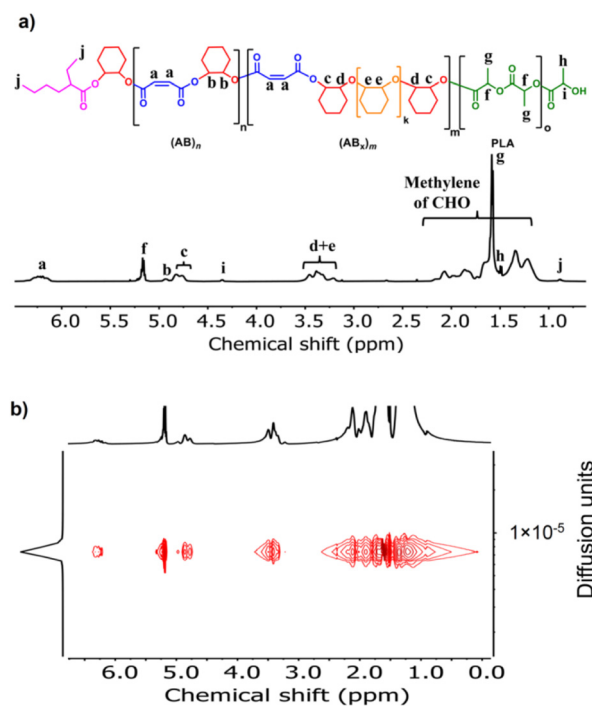 a)
j
j
O
O
O
a a
O
O
b b
n
(AB)n
O
O
a a
O
c d
O
e e
O
k
d c
O
m
(ABx)m
O
g
f
O
O
f
g
O
o
PLA
O
h
i
OH
Methylene
of CHO
g
a
f
b
c
i
d+e
h
j
6.0 5.5 5.0 4.5 4.0 3.5 3.0 2.5 2.0 1.5 1.0
Chemical shift (ppm)
b)
1×10-5
Diffusion units
6.0 5.0 4.0 3.0 2.0 1.0 0.0
Chemical shift (ppm)